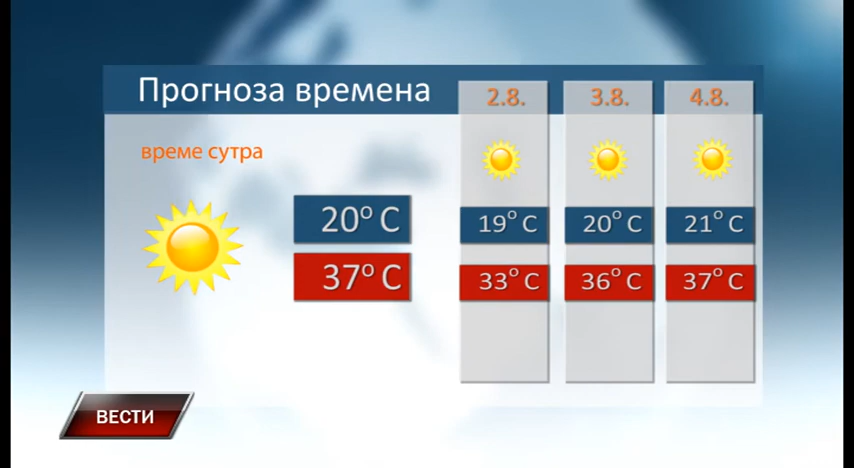 Прогноза времена
време сутра
20° C
37° C
2.8. 3.8. 4.8.
19° C 20° C 21° C
33° C 36° C 37° C
ВЕСТИ